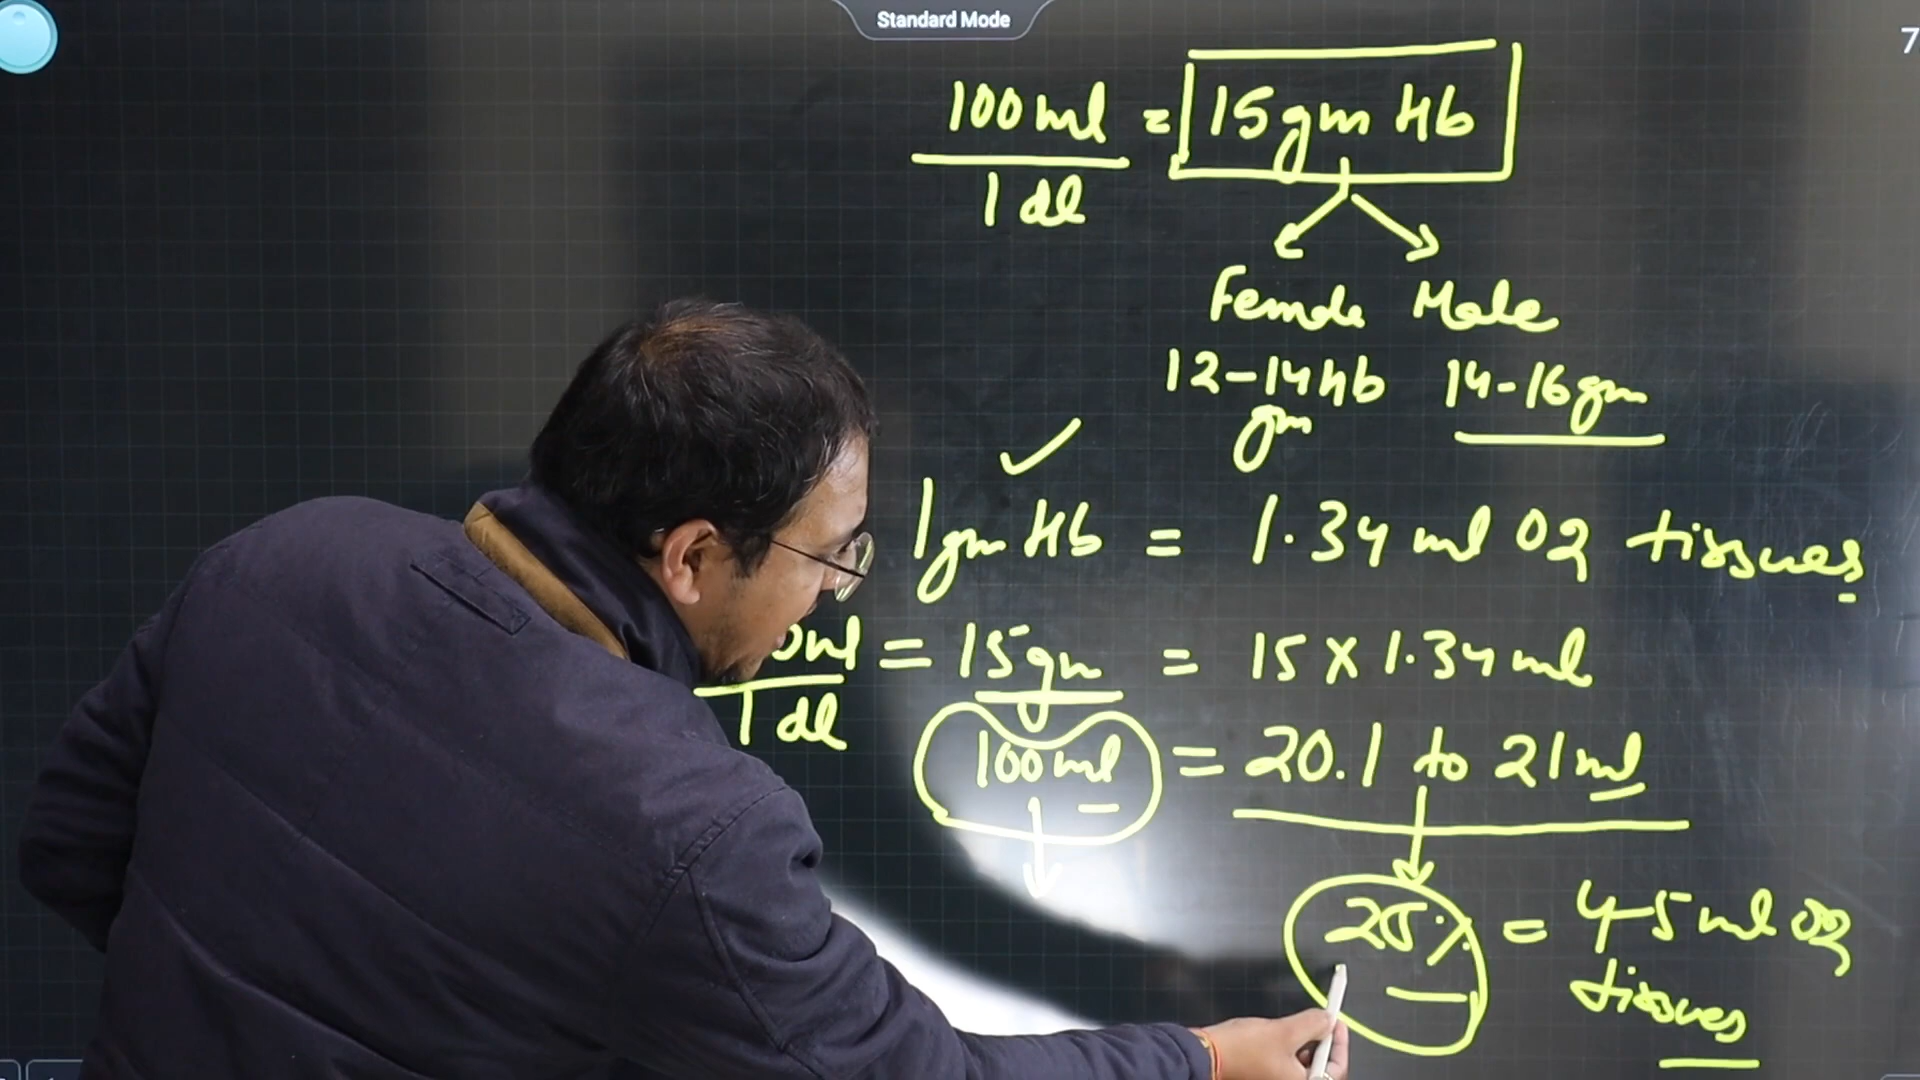 Standard Mode
7
100 ml = 15 gm Hb
1 dl
Female Male
12-14 Hb 14-16 gm
gm
1 gm Hb = 1.34 ml O2 tissues
0ml = 15 gm = 15 X 1.34 ml
1 dl
100 ml = 20.1 to 21 ml
25% = 4-5 ml O2
tissues